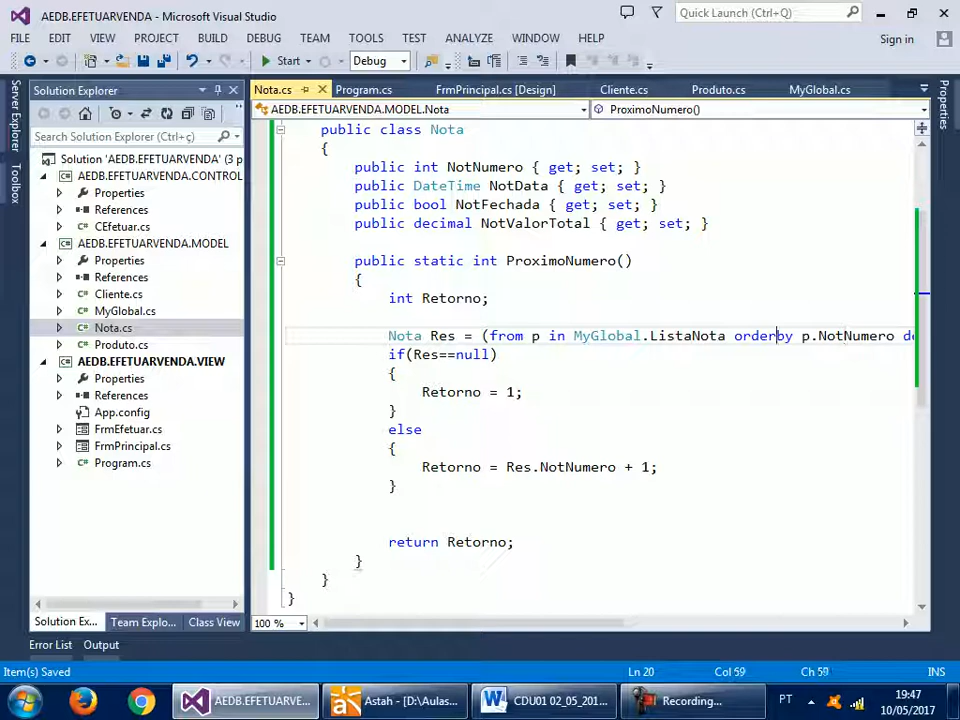 AEDB.EFETUARVENDA - Microsoft Visual Studio
Quick Launch (Ctrl+Q)
FILE EDIT VIEW PROJECT BUILD DEBUG TEAM TOOLS TEST ANALYZE WINDOW HELP
Sign in
Start Debug
Server Explorer
Toolbox
Solution Explorer
Search Solution Explorer (Ctrl+ç)
Solution 'AEDB.EFETUARVENDA' (3 p
AEDB.EFETUARVENDA.CONTROL
Properties
References
CEfetuar.cs
AEDB.EFETUARVENDA.MODEL
Properties
References
Cliente.cs
MyGlobal.cs
Nota.cs
Produto.cs
AEDB.EFETUARVENDA.VIEW
Properties
References
App.config
FrmEfetuar.cs
FrmPrincipal.cs
Program.cs
Solution Ex... Team Explo... Class View
Nota.cs Program.cs FrmPrincipal.cs [Design] Cliente.cs Produto.cs MyGlobal.cs
AEDB.EFETUARVENDA.MODEL.Nota ProximoNumero()
public class Nota
{
public int NotNumero { get; set; }
public DateTime NotData { get; set; }
public bool NotFechada { get; set; }
public decimal NotValorTotal { get; set; }
public static int ProximoNumero()
{
int Retorno;
Nota Res = (from p in MyGlobal.ListaNota orderby p.NotNumero de
if(Res==null)
{
Retorno = 1;
}
else
{
Retorno = Res.NotNumero + 1;
}
return Retorno;
}
}
}
100 %
Properties
Error List Output
Item(s) Saved Ln 20 Col 59 Ch 59 INS
AEDB.EFETUARVE... Astah - [D:\Aulas... CDU01 02_05_201... Recording... PT 19:47
10/05/2017